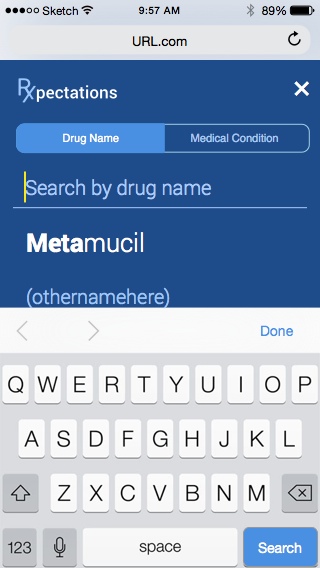 Sketch 9:57 AM 89%
URL.com
Rxpectations
Drug Name Medical Condition
Search by drug name
Metamucil
(othernamehere)
Done
Q W E R T Y U I O P
A S D F G H J K L
Z X C V B N M
123 space Search